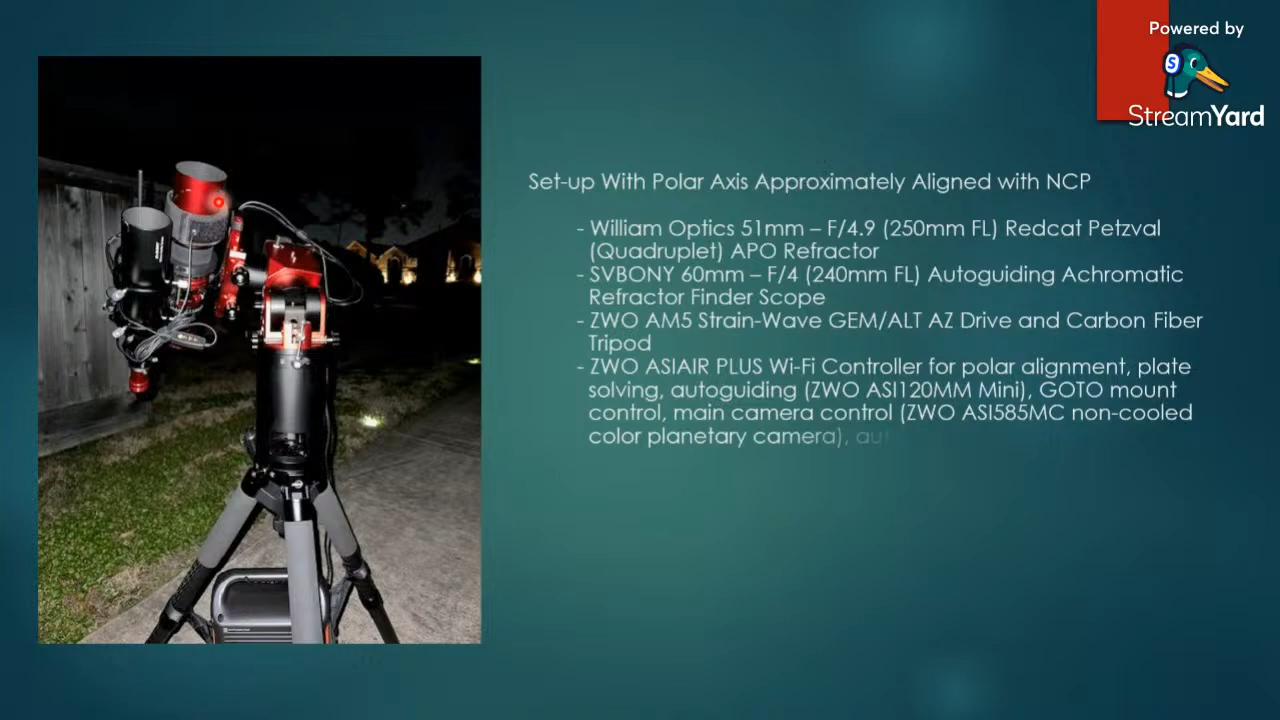 Powered by
S
StreamYard
Set-up With Polar Axis Approximately Aligned with NCP
- William Optics 51mm – F/4.9 (250mm FL) Redcat Petzval
(Quadruplet) APO Refractor
- SVBONY 60mm – F/4 (240mm FL) Autoguiding Achromatic
Refractor Finder Scope
- ZWO AM5 Strain-Wave GEM/ALT AZ Drive and Carbon Fiber
Tripod
- ZWO ASIAIR PLUS Wi-Fi Controller for polar alignment, plate
solving, autoguiding (ZWO ASI120MM Mini), GOTO mount
control, main camera control (ZWO ASI585MC non-cooled
color planetary camera), aut